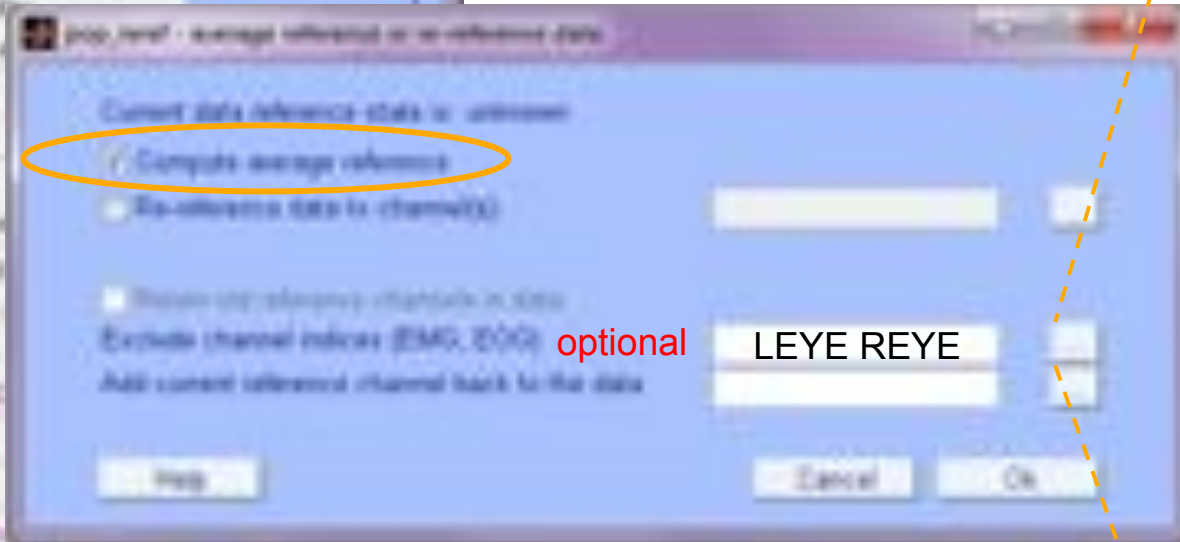 pop_reref - average reference or re-reference data
Current data reference state is: unknown
Compute average reference
Re-reference data to channel(s):
Retain old reference channels in data
Exclude channel indices (EMG, EOG) optional LEYE REYE
Add current reference channel back to the data
Help Cancel Ok